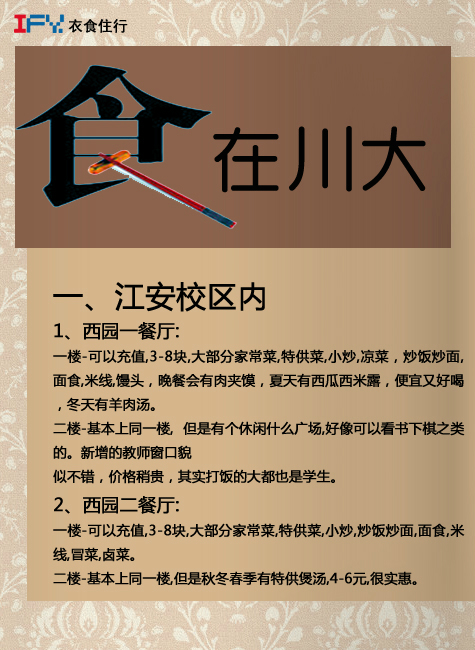 IFY. 衣食住行
食在川大
一、江安校区内
1、西园一餐厅:
一楼-可以充值,3-8块,大部分家常菜,特供菜,小炒,凉菜，炒饭炒面,
面食,米线,馒头，晚餐会有肉夹馍，夏天有西瓜西米露，便宜又好喝
，冬天有羊肉汤。
二楼-基本上同一楼，但是有个休闲什么广场,好像可以看书下棋之类
的。新增的教师窗口貌
似不错，价格稍贵，其实打饭的大都也是学生。
2、西园二餐厅:
一楼-可以充值,3-8块,大部分家常菜,特供菜,小炒,炒饭炒面,面食,米
线,冒菜,卤菜。
二楼-基本上同一楼,但是秋冬春季有特供煲汤,4-6元,很实惠。